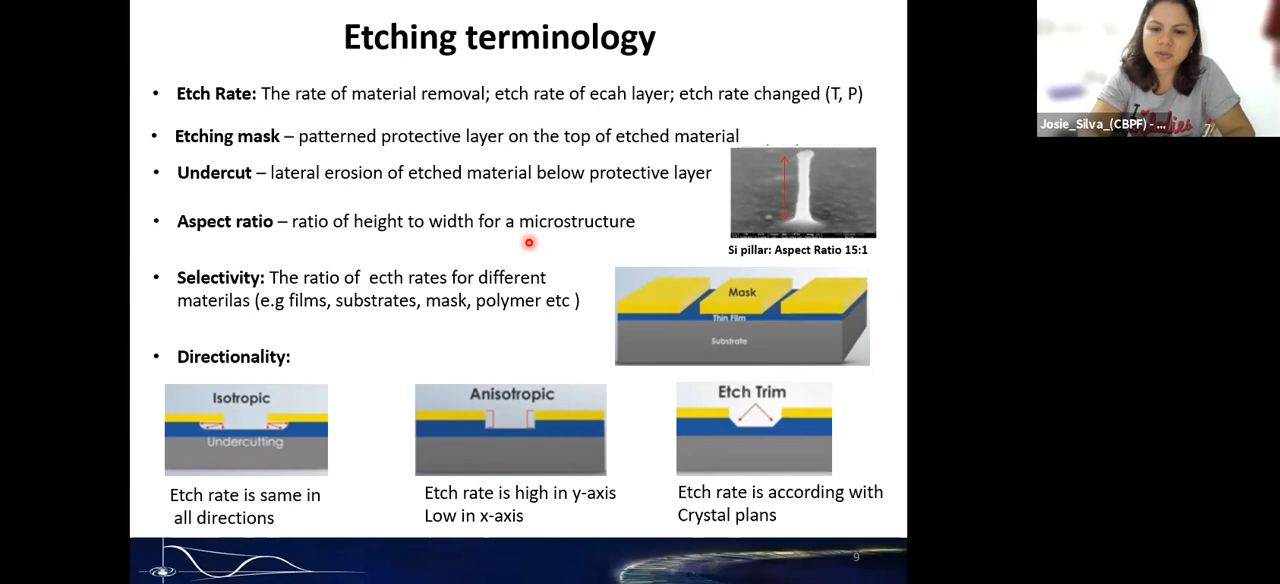 Etching terminology
• Etch Rate: The rate of material removal; etch rate of ecah layer; etch rate changed (T, P)
• Etching mask – patterned protective layer on the top of etched material
• Undercut – lateral erosion of etched material below protective layer
• Aspect ratio – ratio of height to width for a microstructure
Si pillar: Aspect Ratio 15:1
• Selectivity: The ratio of ecth rates for different
materilas (e.g films, substrates, mask, polymer etc )
Mask
Thin Film
Substrate
• Directionality:
Isotropic
Undercutting
Anisotropic
Etch Trim
Etch rate is same in
all directions
Etch rate is high in y-axis
Low in x-axis
Etch rate is according with
Crystal plans
9
Josie_Silva_(CBPF) - ...